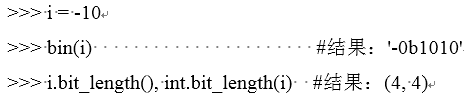 >>> i = -10
>>> bin(i) #结果：'-0b1010'
>>> i.bit_length(), int.bit_length(i) #结果：(4, 4)